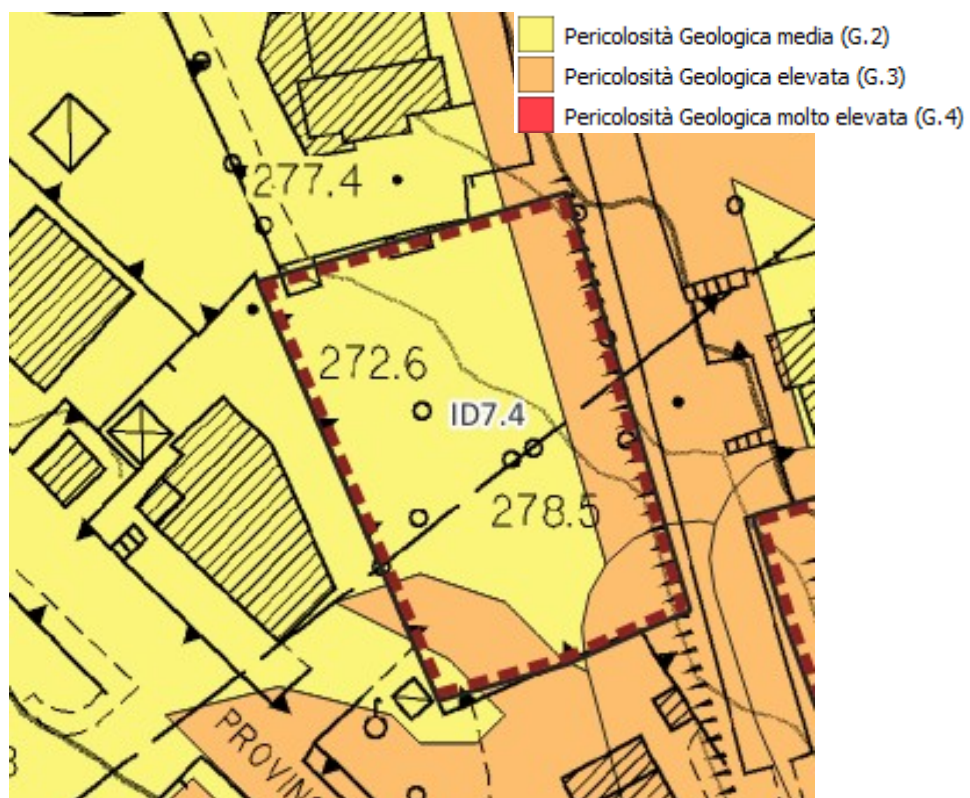 Pericolosità Geologica media (G.2)
Pericolosità Geologica elevata (G.3)
Pericolosità Geologica molto elevata (G.4)
277.4
272.6
ID7.4
278.5
PROVINC